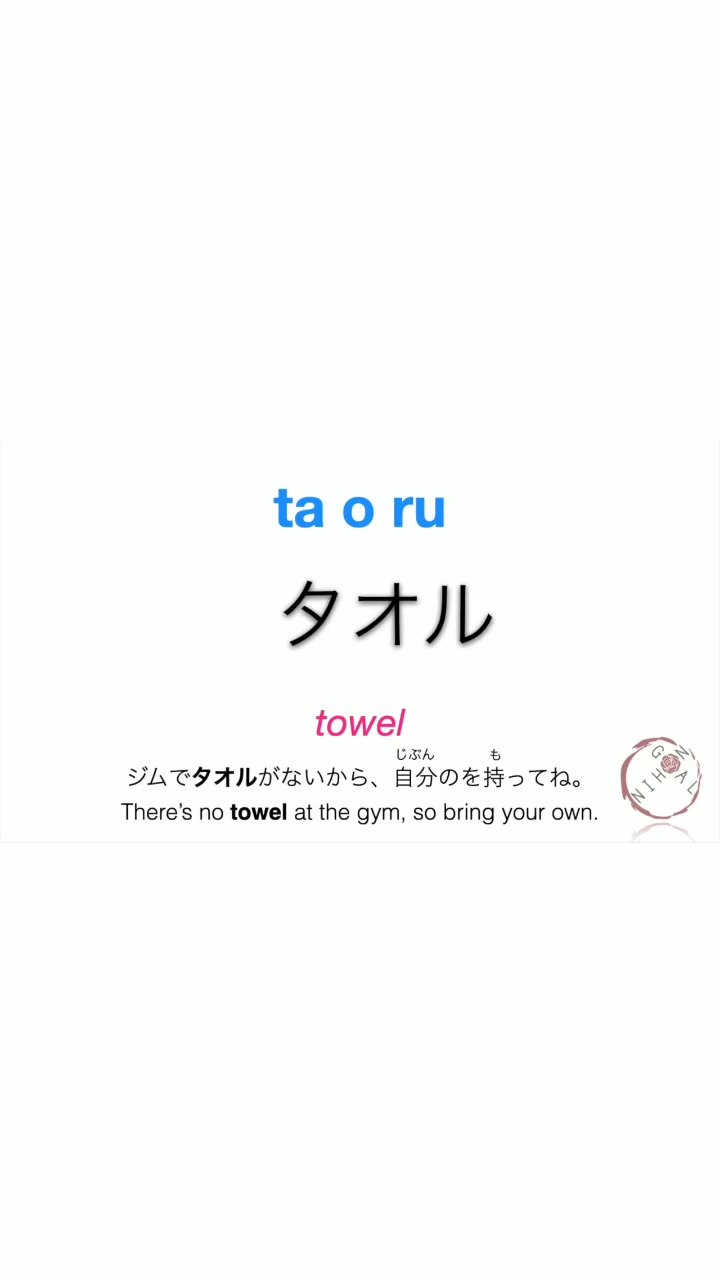 ta o ru
タオル
towel
じぶん も
ジムでタオルがないから、自分のを持ってね。
There's no towel at the gym, so bring your own.
NIHONGOAL